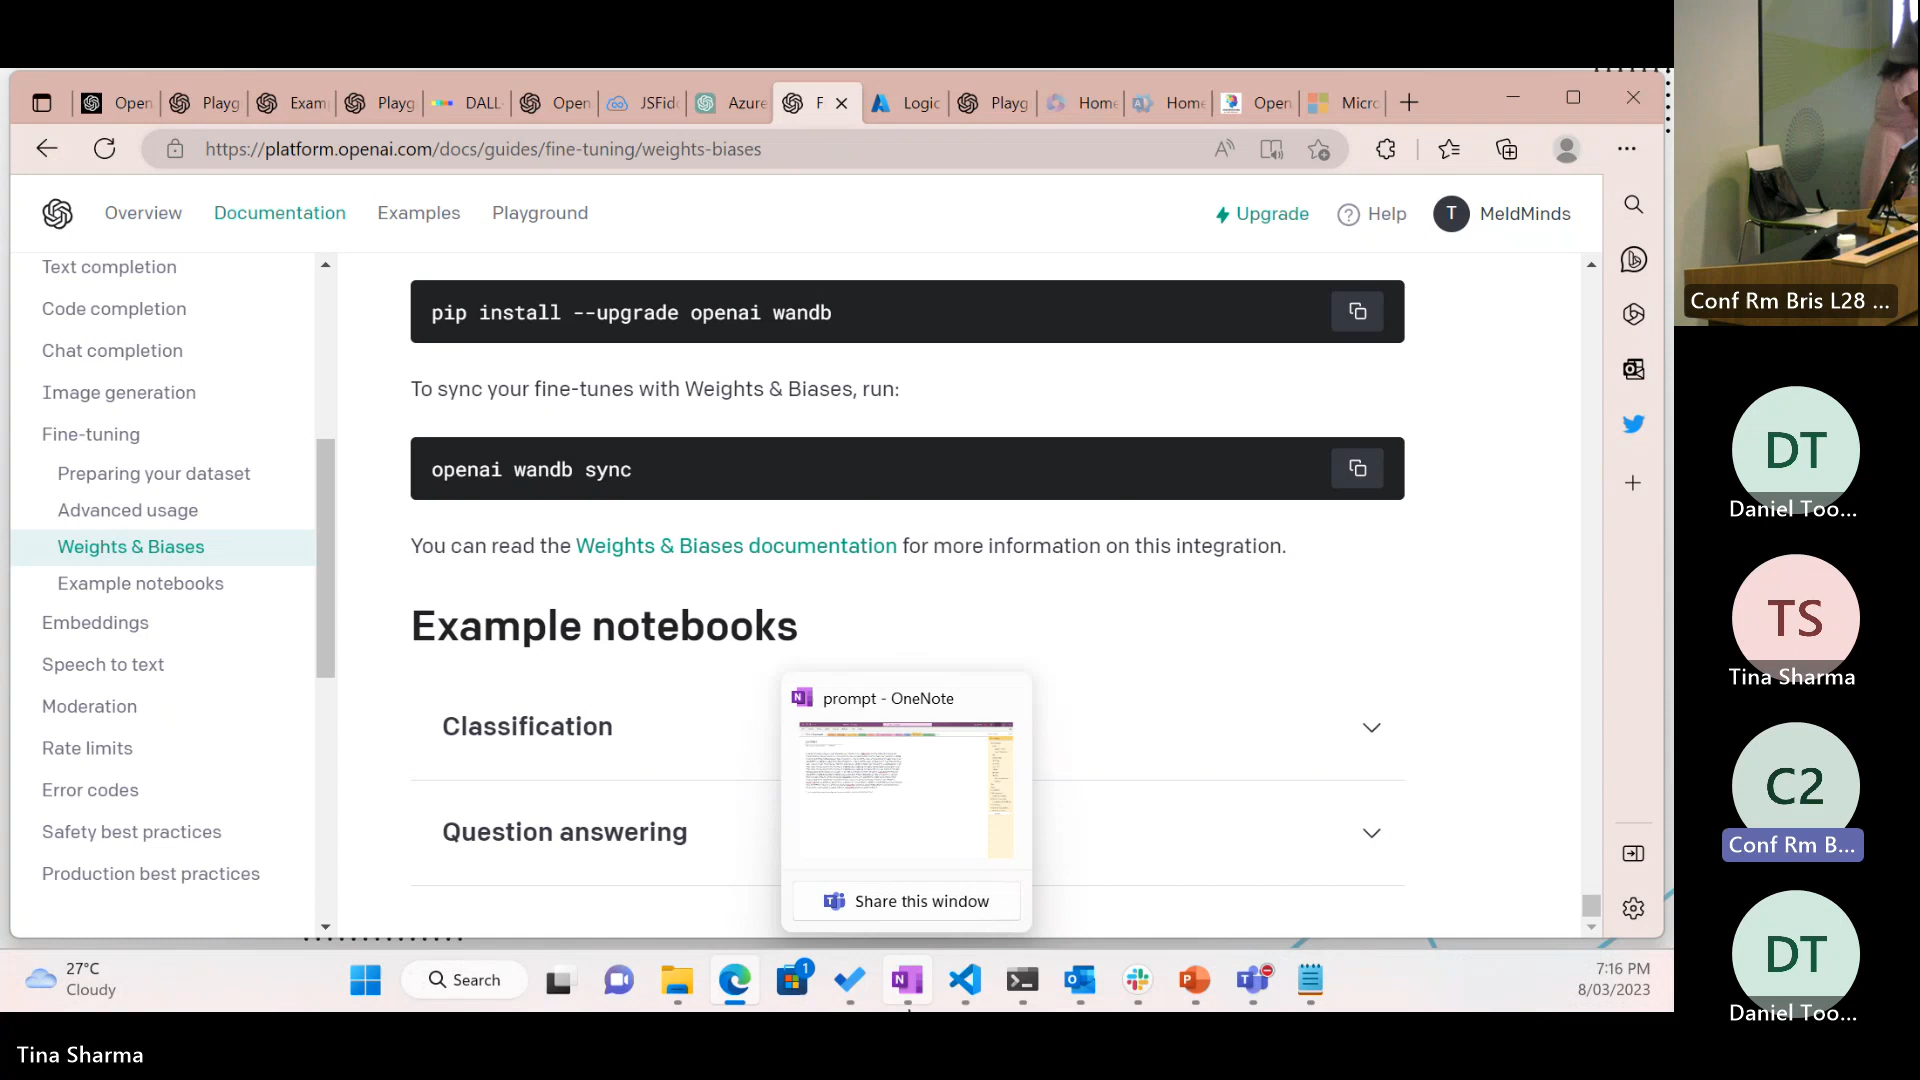 Open
Playg
Exam
Playg
DALL
Open
JSFid
Azure
F
Logic
Playg
Home
Home
Open
Micro
https://platform.openai.com/docs/guides/fine-tuning/weights-biases
Overview
Documentation
Examples
Playground
Upgrade
Help
T
MeldMinds
Text completion
Code completion
Chat completion
Image generation
Fine-tuning
Preparing your dataset
Advanced usage
Weights & Biases
Example notebooks
Embeddings
Speech to text
Moderation
Rate limits
Error codes
Safety best practices
Production best practices
pip install --upgrade openai wandb
To sync your fine-tunes with Weights & Biases, run:
openai wandb sync
You can read the Weights & Biases documentation for more information on this integration.
Example notebooks
Classification
Question answering
prompt - OneNote
Share this window
27°C
Cloudy
Search
1
7:16 PM
8/03/2023
Conf Rm Bris L28 ...
DT
Daniel Too...
TS
Tina Sharma
C2
Conf Rm B...
DT
Daniel Too...
Tina Sharma